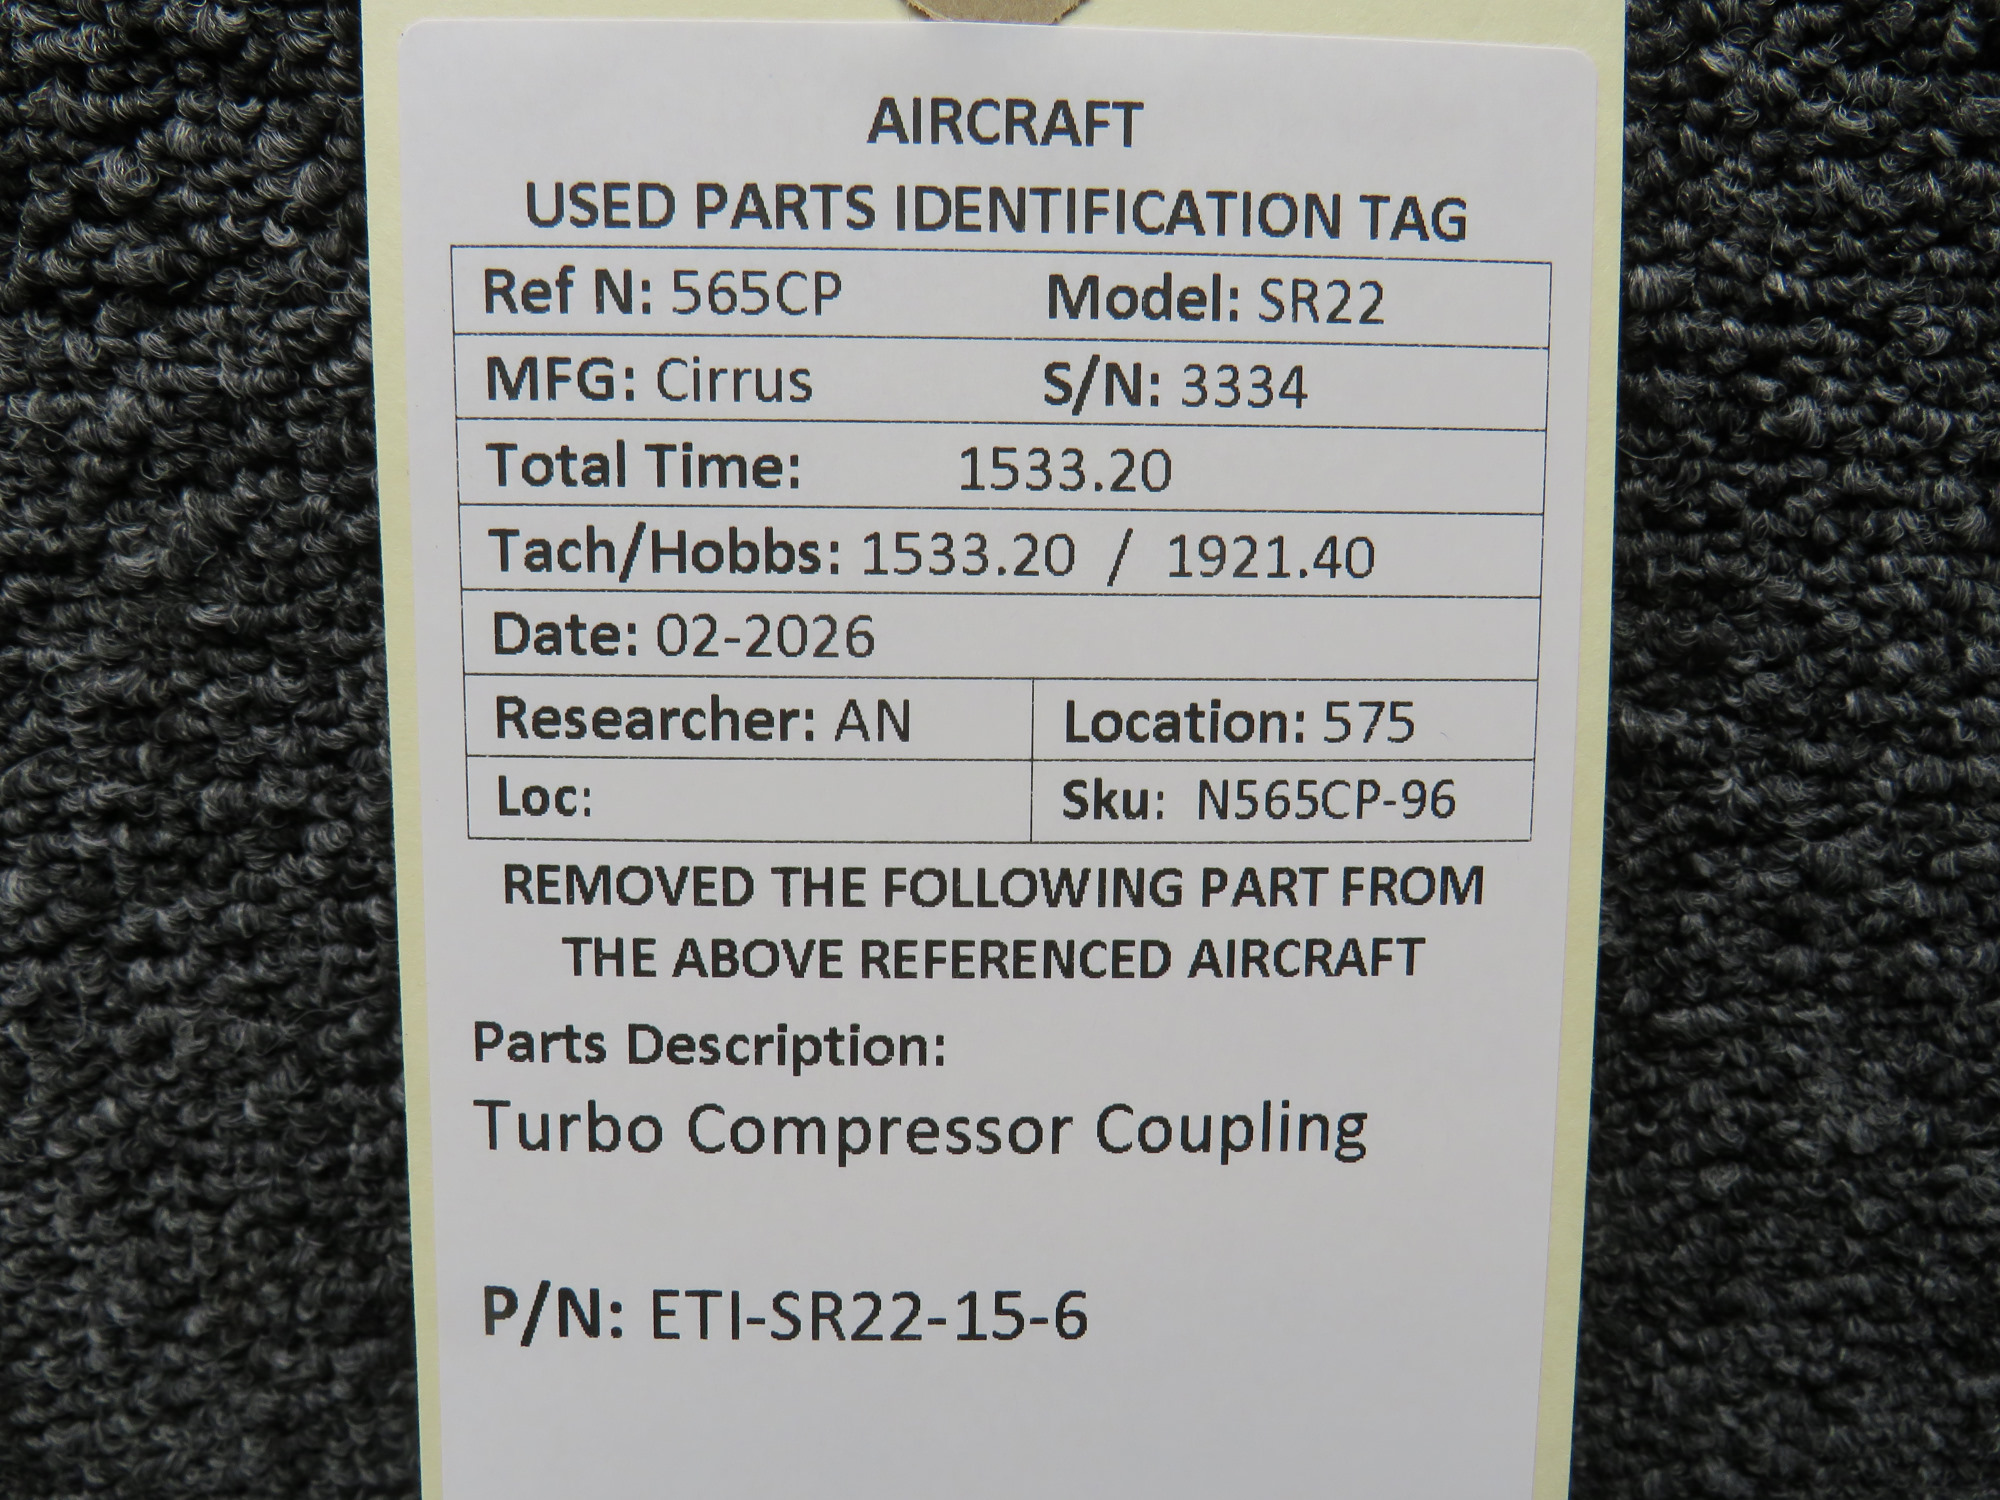 AIRCRAFT
USED PARTS IDENTIFICATION TAG
Ref N: 565CP Model: SR22
MFG: Cirrus S/N: 3334
Total Time: 1533.20
Tach/Hobbs: 1533.20 / 1921.40
Date: 02-2026
Researcher: AN Location: 575
Loc: Sku: N565CP-96
REMOVED THE FOLLOWING PART FROM
THE ABOVE REFERENCED AIRCRAFT
Parts Description:
Turbo Compressor Coupling
P/N: ETI-SR22-15-6